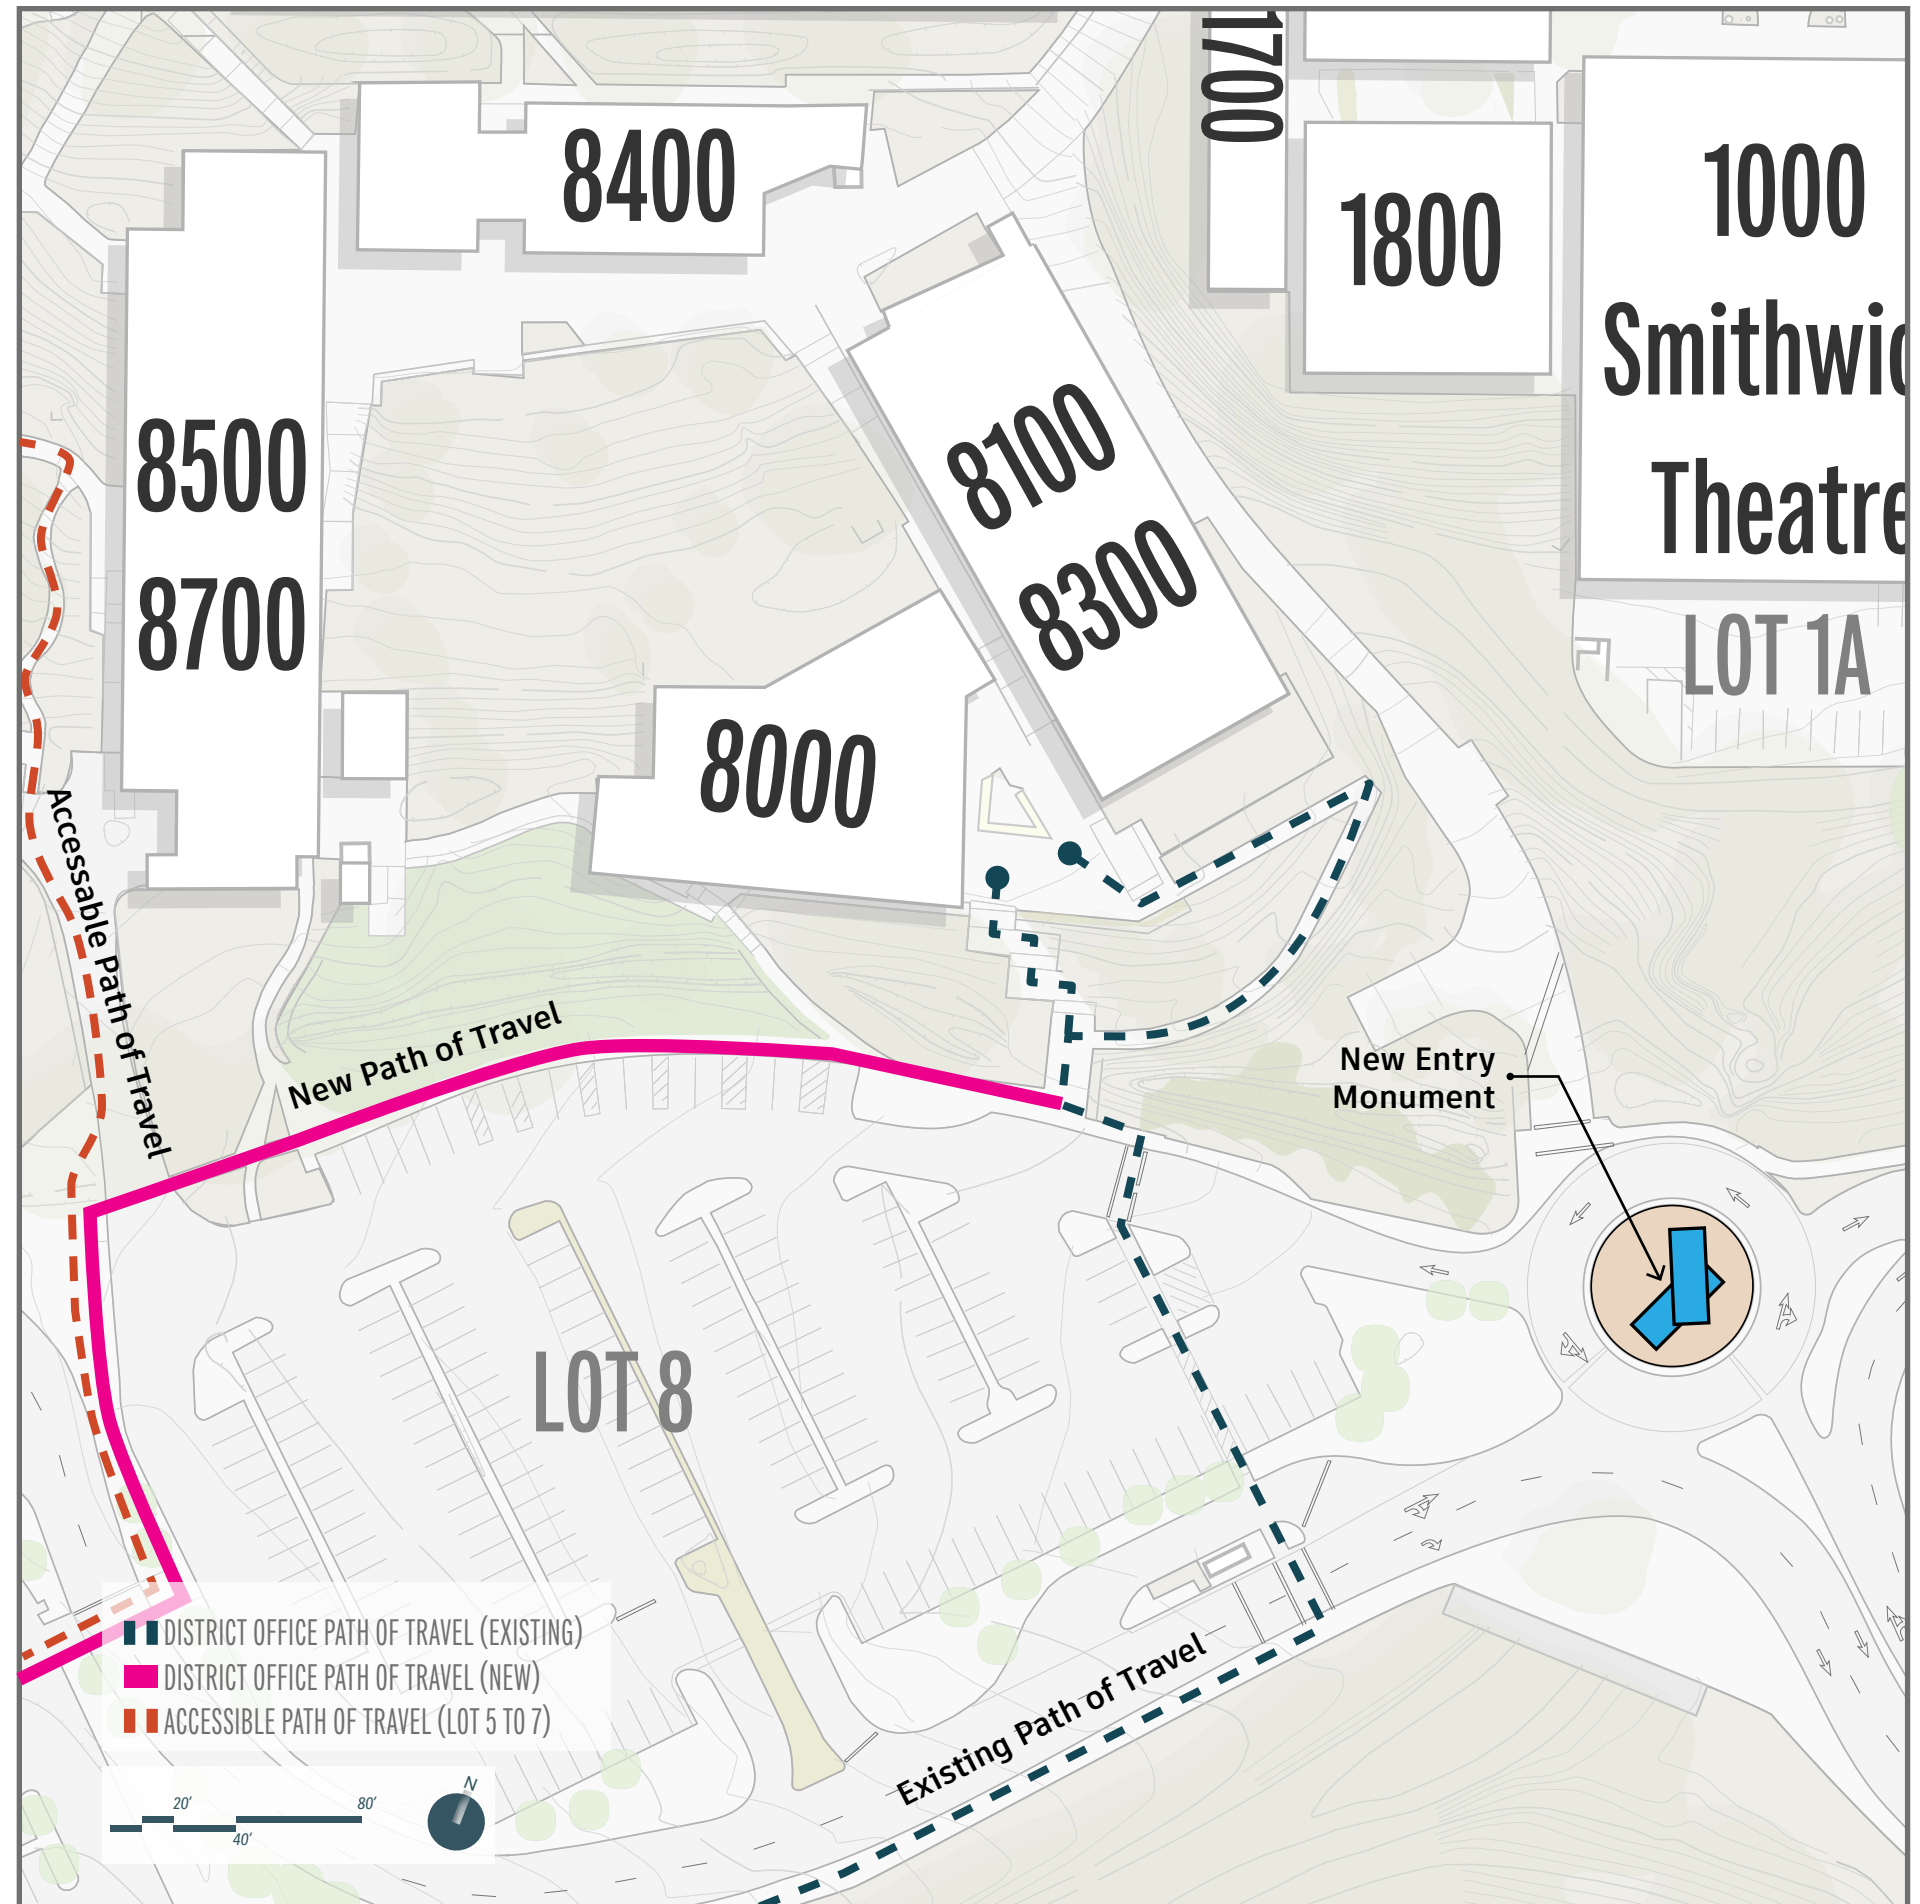 1700
8400
1800
1000
Smithwic
Theatre
8500
8700
8100
8300
LOT 1A
8000
Accessable Path of Travel
New Path of Travel
New Entry
Monument
LOT 8
DISTRICT OFFICE PATH OF TRAVEL (EXISTING)
DISTRICT OFFICE PATH OF TRAVEL (NEW)
ACCESSIBLE PATH OF TRAVEL (LOT 5 TO 7)
Existing Path of Travel
N
20' 80'
40'